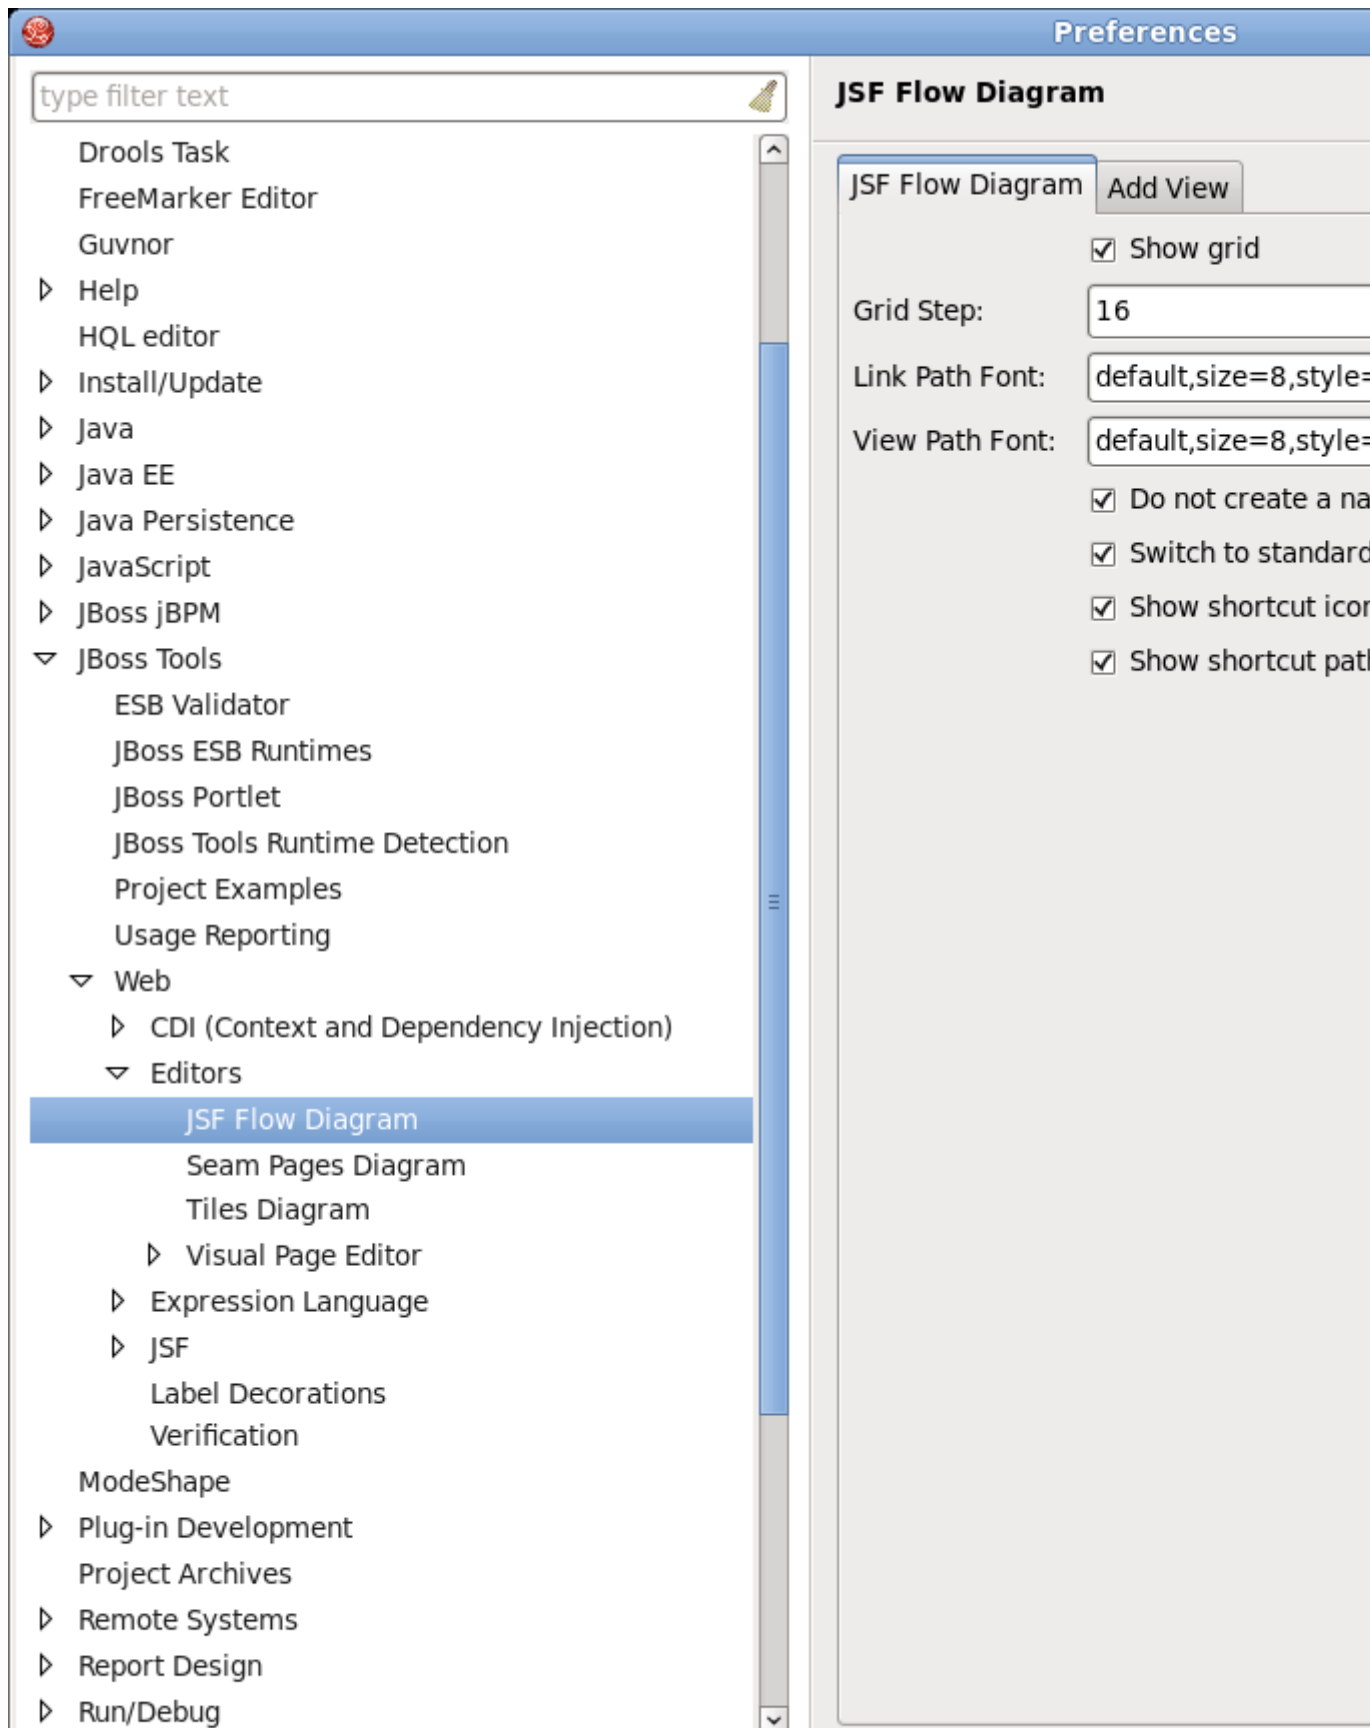 Preferences
type filter text
Drools Task
FreeMarker Editor
Guvnor
Help
HQL editor
Install/Update
Java
Java EE
Java Persistence
JavaScript
JBoss jBPM
JBoss Tools
ESB Validator
JBoss ESB Runtimes
JBoss Portlet
JBoss Tools Runtime Detection
Project Examples
Usage Reporting
Web
CDI (Context and Dependency Injection)
Editors
JSF Flow Diagram
Seam Pages Diagram
Tiles Diagram
Visual Page Editor
Expression Language
JSF
Label Decorations
Verification
ModeShape
Plug-in Development
Project Archives
Remote Systems
Report Design
Run/Debug
JSF Flow Diagram
JSF Flow Diagram Add View
Show grid
Grid Step: 16
Link Path Font: default,size=8,style=
View Path Font: default,size=8,style=
Do not create a
Switch to standard
Show shortcut
Show shortcut